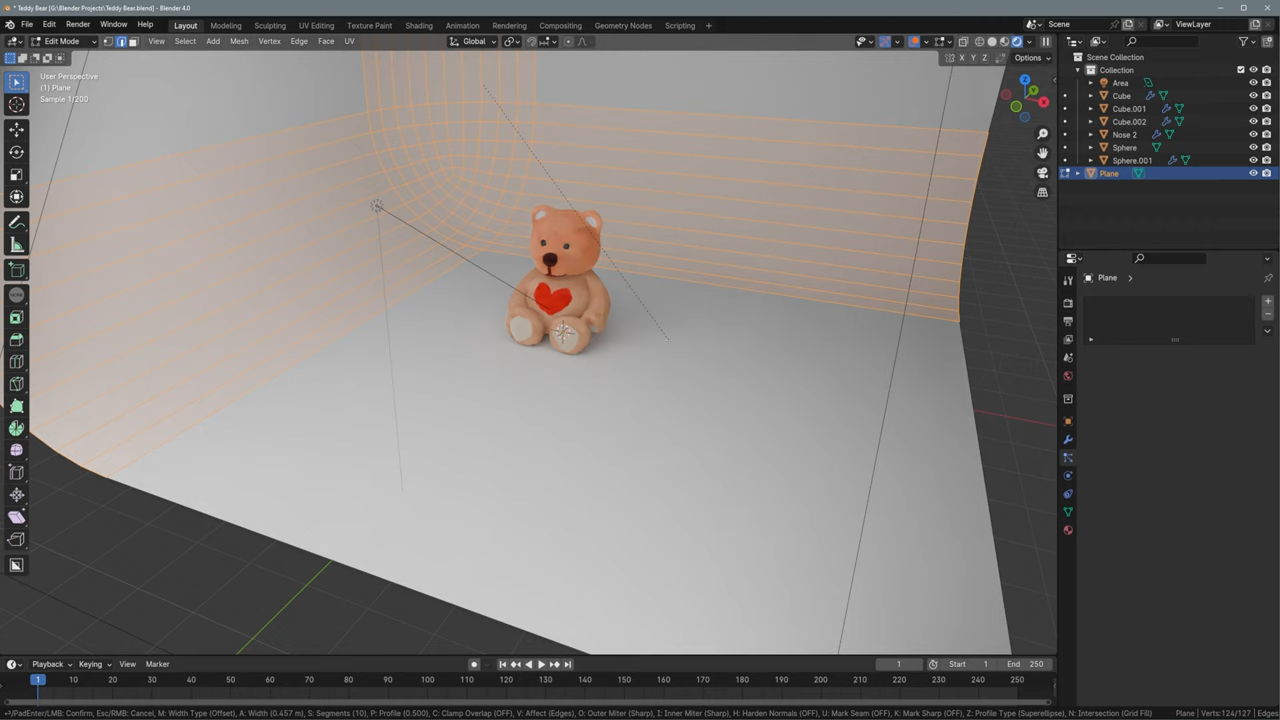 * Teddy Bear [G:\Blender Projects\Teddy Bear.blend] - Blender 4.0
File Edit Render Window Help Layout Modeling Sculpting UV Editing Texture Paint Shading Animation Rendering Compositing Geometry Nodes Scripting + Scene ViewLayer
Edit Mode View Select Add Mesh Vertex Edge Face UV Global
X Y Z Options
User Perspective
(1) Plane
Sample 1/200
Z
Y
X
Scene Collection
Collection
Area
Cube
Cube.001
Cube.002
Nose 2
Sphere
Sphere.001
Plane
Plane
Playback Keying View Marker 1 Start 1 End 250
1 10 20 30 40 50 60 70 80 90 100 110 120 130 140 150 160 170 180 190 200 210 220 230 240 250
/PadEnter/LMB: Confirm, Esc/RMB: Cancel, M: Width Type (Offset), A: Width (0.457 m), S: Segments (10), P: Profile (0.500), C: Clamp Overlap (OFF), V: Affect (Edges), O: Outer Miter (Sharp), I: Inner Miter (Sharp), H: Harden Normals (OFF), U: Mark Seam (OFF), K: Mark Sharp (OFF), Z: Profile Type (Superellipse), N: Intersection (Grid Fill) Plane | Verts:124/127 | Edges